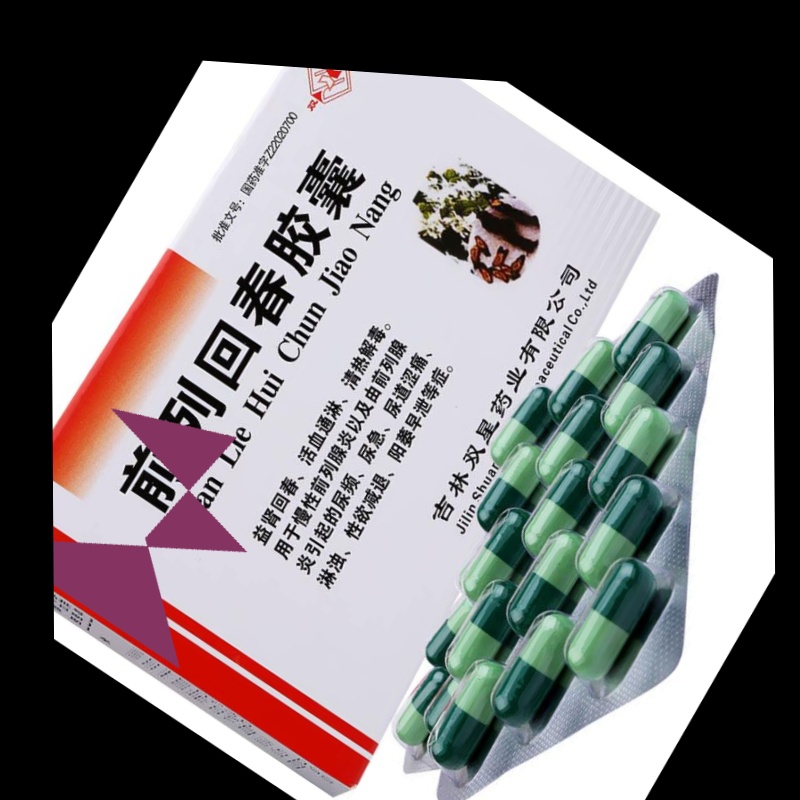 双
批准文号：国药准字Z22020700
前列回春胶囊
Lie Hui Chun Jiao Nang
益肾回春、活血通淋、清热解毒。
用于慢性前列腺炎以及由前列腺
炎引起的尿频、尿急、尿道涩痛、
淋浊、性欲减退、阳萎早泄等症。
吉林双星药业有限公司
Jilin Co.,Ltd